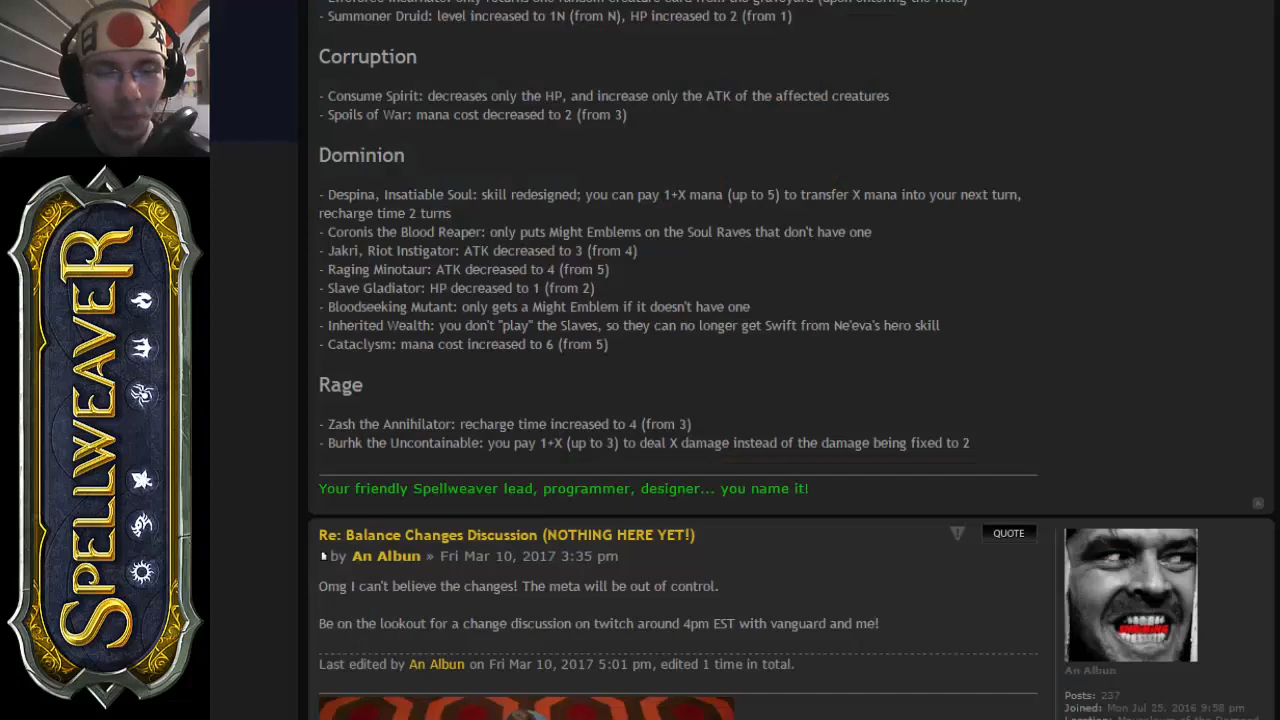 - Summoner Druid: level increased to 1N (from N), HP increased to 2 (from 1)
Corruption
- Consume Spirit: decreases only the HP, and increase only the ATK of the affected creatures
- Spoils of War: mana cost decreased to 2 (from 3)
Dominion
- Despina, Insatiable Soul: skill redesigned; you can pay 1+X mana (up to 5) to transfer X mana into your next turn,
recharge time 2 turns
- Coronis the Blood Reaper: only puts Might Emblems on the Soul Raves that don't have one
- Jakri, Riot Instigator: ATK decreased to 3 (from 4)
- Raging Minotaur: ATK decreased to 4 (from 5)
- Slave Gladiator: HP decreased to 1 (from 2)
- Bloodseeking Mutant: only gets a Might Emblem if it doesn't have one
- Inherited Wealth: you don't "play" the Slaves, so they can no longer get Swift from Ne'eva's hero skill
- Cataclysm: mana cost increased to 6 (from 5)
Rage
- Zash the Annihilator: recharge time increased to 4 (from 3)
- Burhk the Uncontainable: you pay 1+X (up to 3) to deal X damage instead of the damage being fixed to 2
Your friendly Spellweaver lead, programmer, designer... you name it!
Re: Balance Changes Discussion (NOTHING HERE YET!)
QUOTE
by An Albun » Fri Mar 10, 2017 3:35 pm
Omg I can't believe the changes! The meta will be out of control.
Be on the lookout for a change discussion on twitch around 4pm EST with vanguard and me!
Last edited by An Albun on Fri Mar 10, 2017 5:01 pm, edited 1 time in total.
An Albun
Posts: 237
Joined: Mon Jul 25, 2016 9:58 pm
SPELLWEAVER